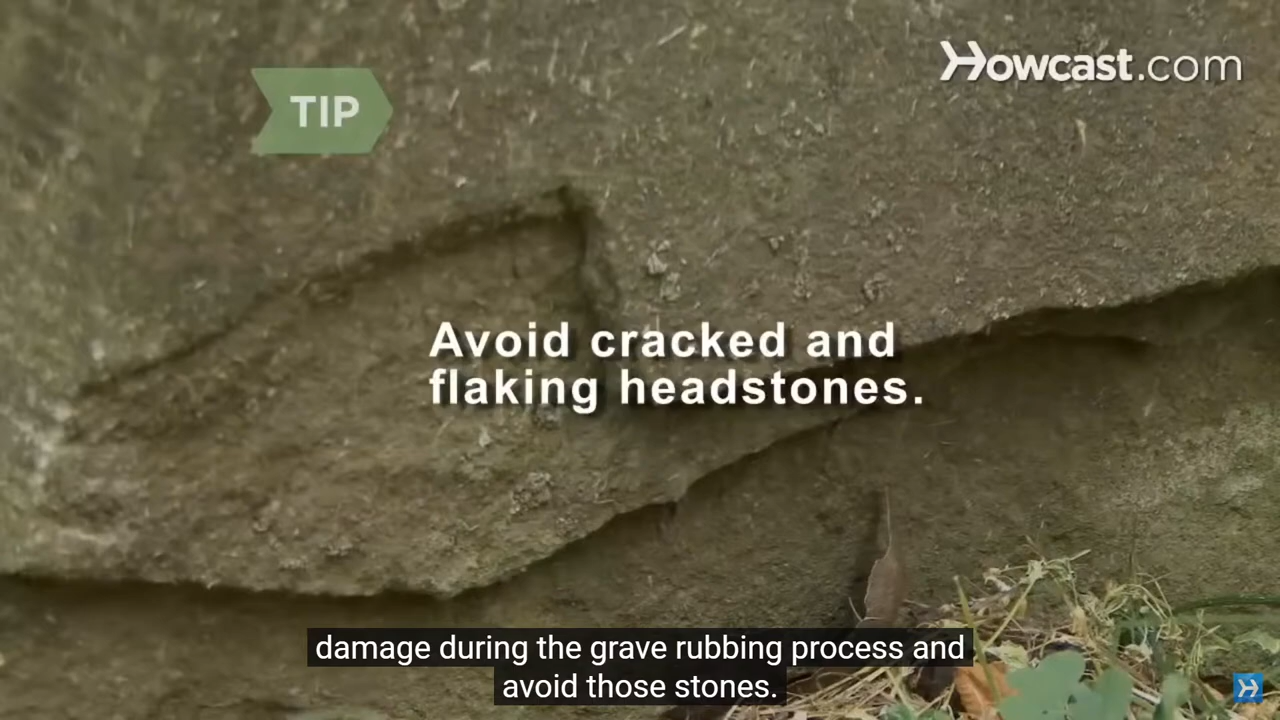 Howcast.com
TIP
Avoid cracked and
flaking headstones.
damage during the grave rubbing process and
avoid those stones.